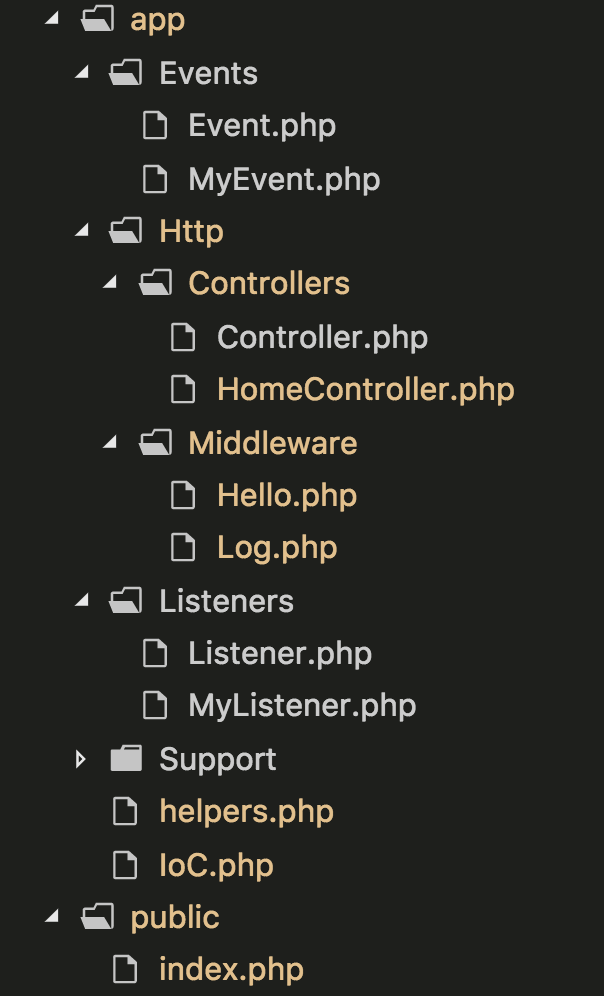 app
Events
Event.php
MyEvent.php
Http
Controllers
Controller.php
HomeController.php
Middleware
Hello.php
Log.php
Listeners
Listener.php
MyListener.php
Support
helpers.php
IoC.php
public
index.php